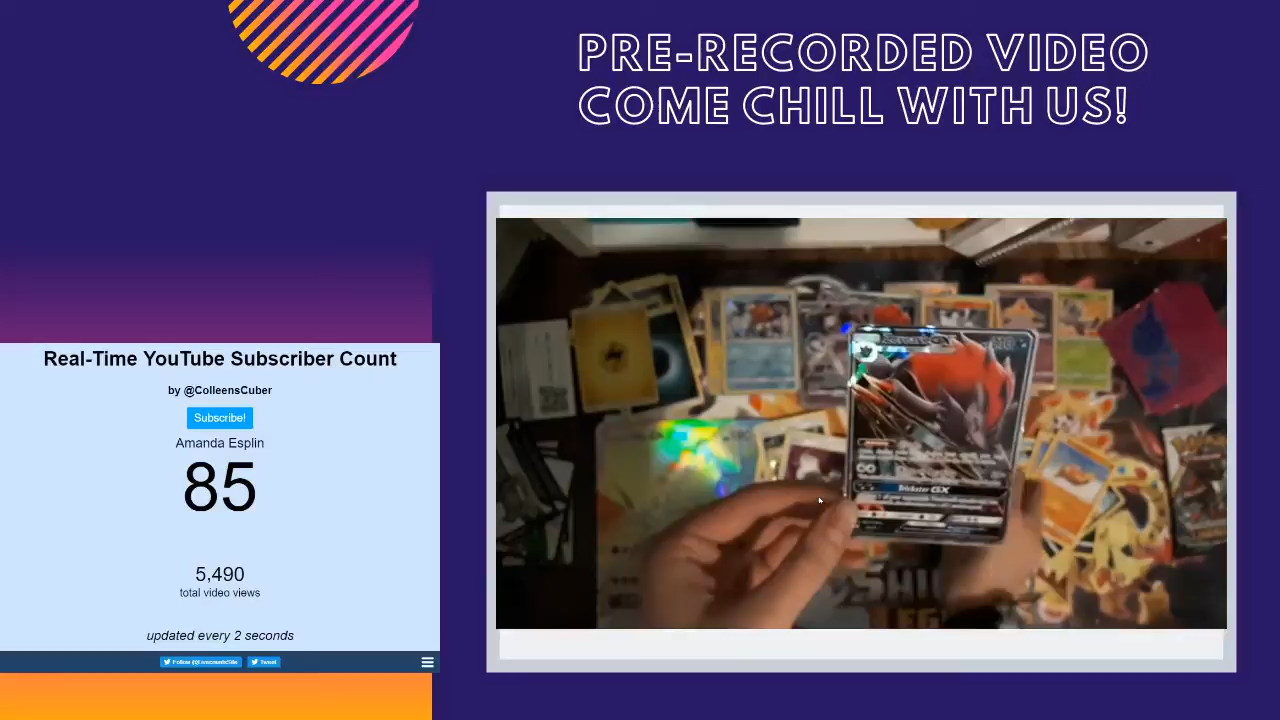 PRE-RECORDED VIDEO
COME CHILL WITH US!
Real-Time YouTube Subscriber Count
by @ColleensCuber
Subscribe!
Amanda Esplin
85
5,490
total video views
updated every 2 seconds
Tweet
Trickster GX